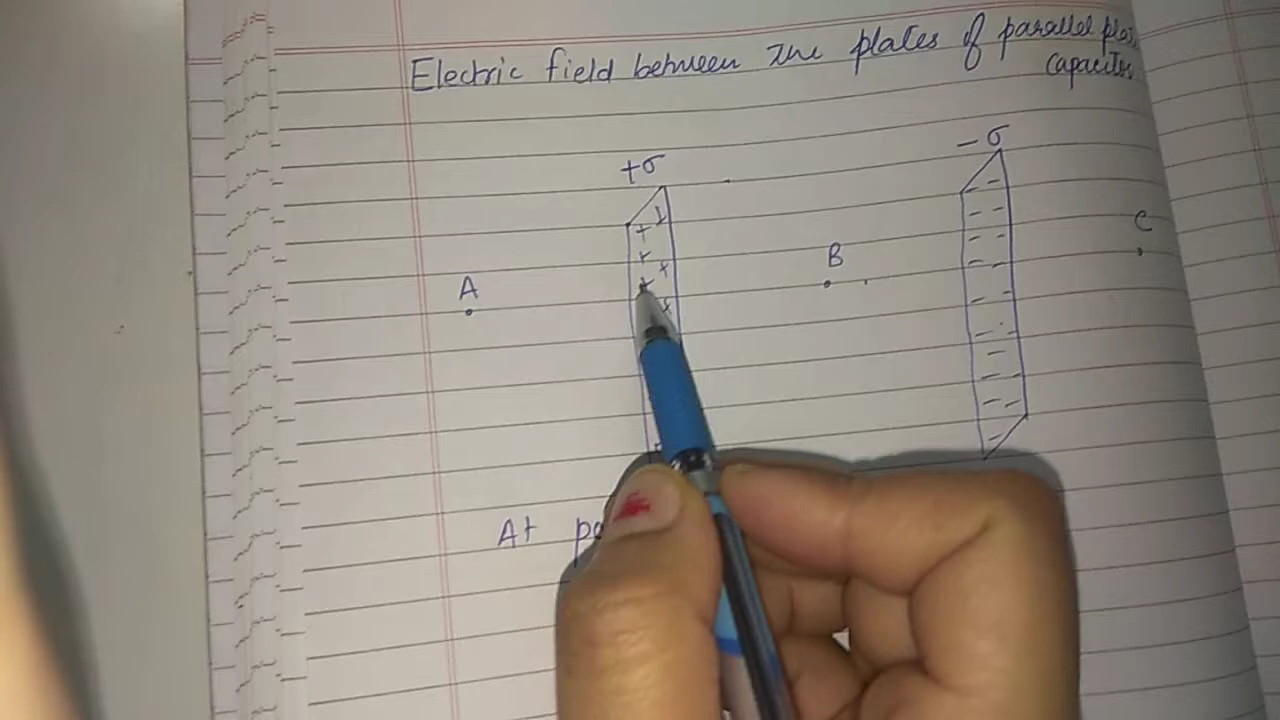 Electric field between the plates of parallel plate
capacitor
+σ
- σ
A
B
C
At